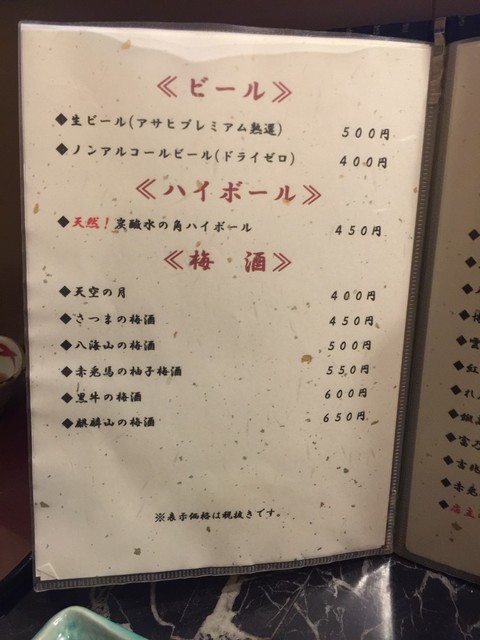 ≪ビール≫
◆生ビール(アサヒプレミアム熟選) 500円
◆ノンアルコールビール(ドライゼロ) 400円
≪ハイボール≫
◆天然!炭酸水の角ハイボール 450円
≪梅 酒≫
◆天空の月 400円
◆さつまの梅酒 450円
◆八海山の梅酒 500円
◆赤兎馬の柚子梅酒 550円
◆黒牛の梅酒 600円
◆麒麟山の梅酒 650円
※表示価格は税抜きです。